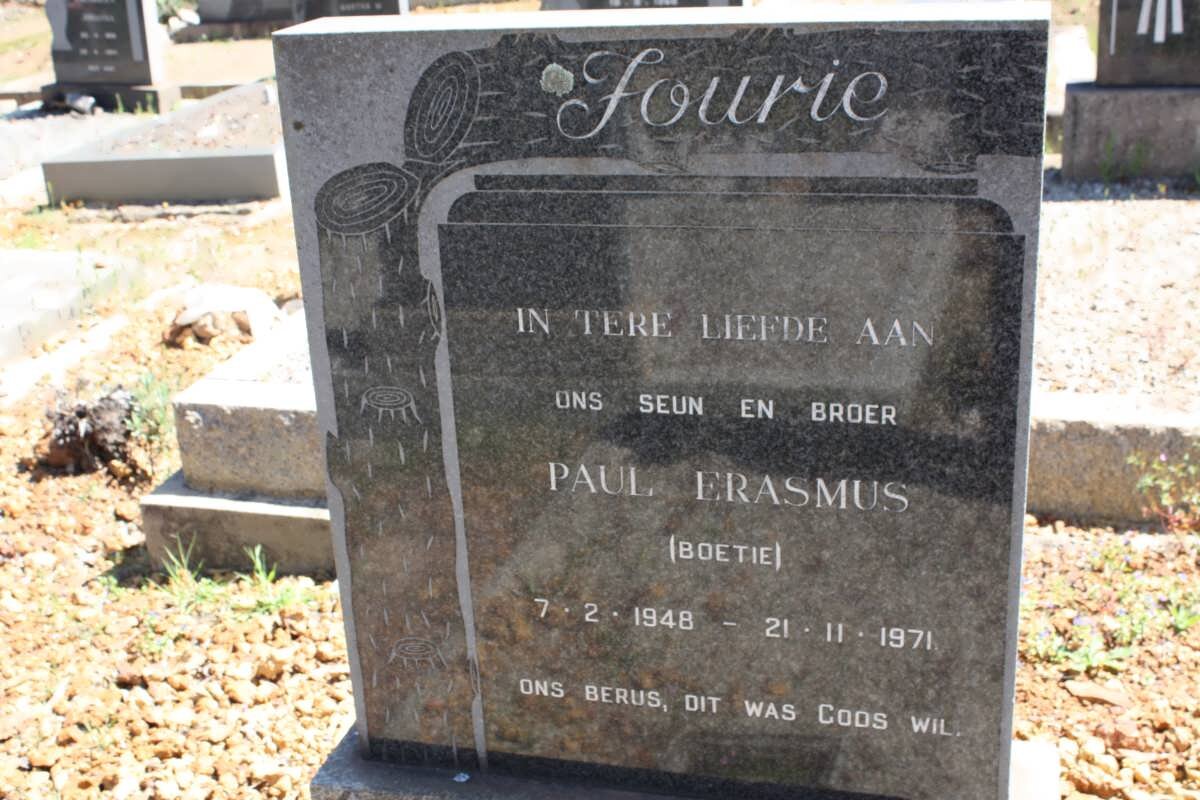 Fourie
IN TERE LIEFDE AAN
ONS SEUN EN BROER
PAUL ERASMUS
(BOETIE)
7 · 2 · 1948 – 21 · 11 · 1971.
ONS BERUS, DIT WAS GODS WIL.